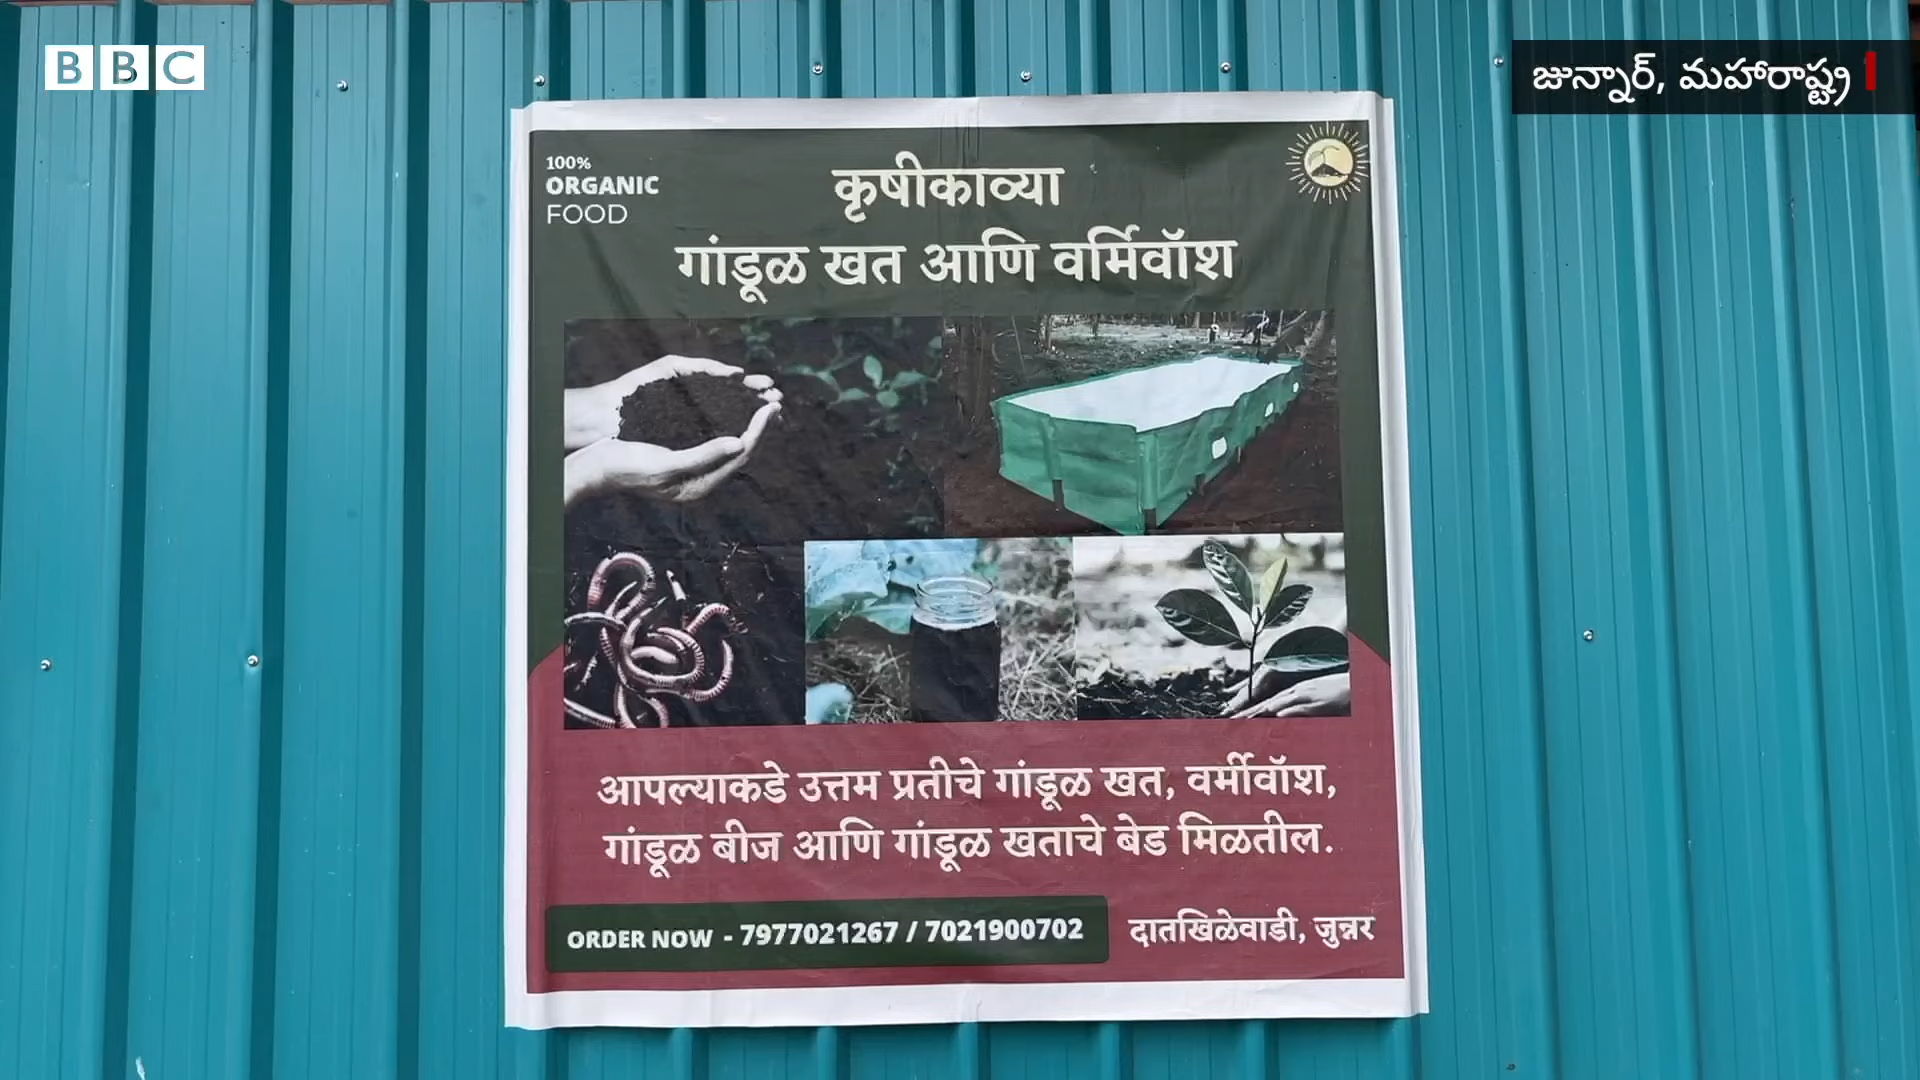 BBC
జున్నార్, మహారాష్ట్ర
100%
ORGANIC
FOOD
कृषीकाव्या
गांडूळ खत आणि वर्मिवॉश
आपल्याकडे उत्तम प्रतीचे गांडूळ खत, वर्मीवॉश,
गांडूळ बीज आणि गांडूळ खताचे बेड मिळतील.
ORDER NOW - 7977021267 / 7021900702
दातखिळेवाडी, जुन्नर